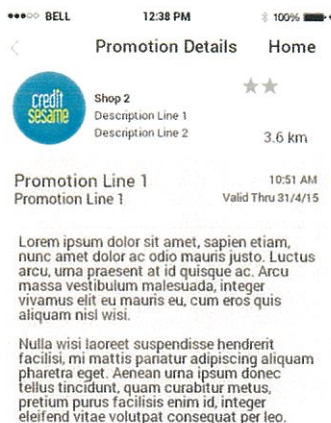 BELL 12:38 PM 100%
Promotion Details Home
credit
sesame
Shop 2
Description Line 1
Description Line 2
3.6 km
Promotion Line 1 10:51 AM
Promotion Line 1 Valid Thru 31/4/15
Lorem ipsum dolor sit amet, sapien etiam,
nunc amet dolor ac odio mauris justo. Luctus
arcu, urna praesent at id quisque ac. Arcu
massa vestibulum malesuada, integer
vivamus elit eu mauris eu, cum eros quis
aliquam nisl wisi.
Nulla wisi laoreet suspendisse hendrerit
facilisi, mi mattis pariatur adipiscing aliquam
pharetra eget. Aenean urna ipsum donec
tellus tincidunt, quam curabitur metus,
pretium purus facilisis enim id, integer
eleifend vitae volutpat consequat per leo.